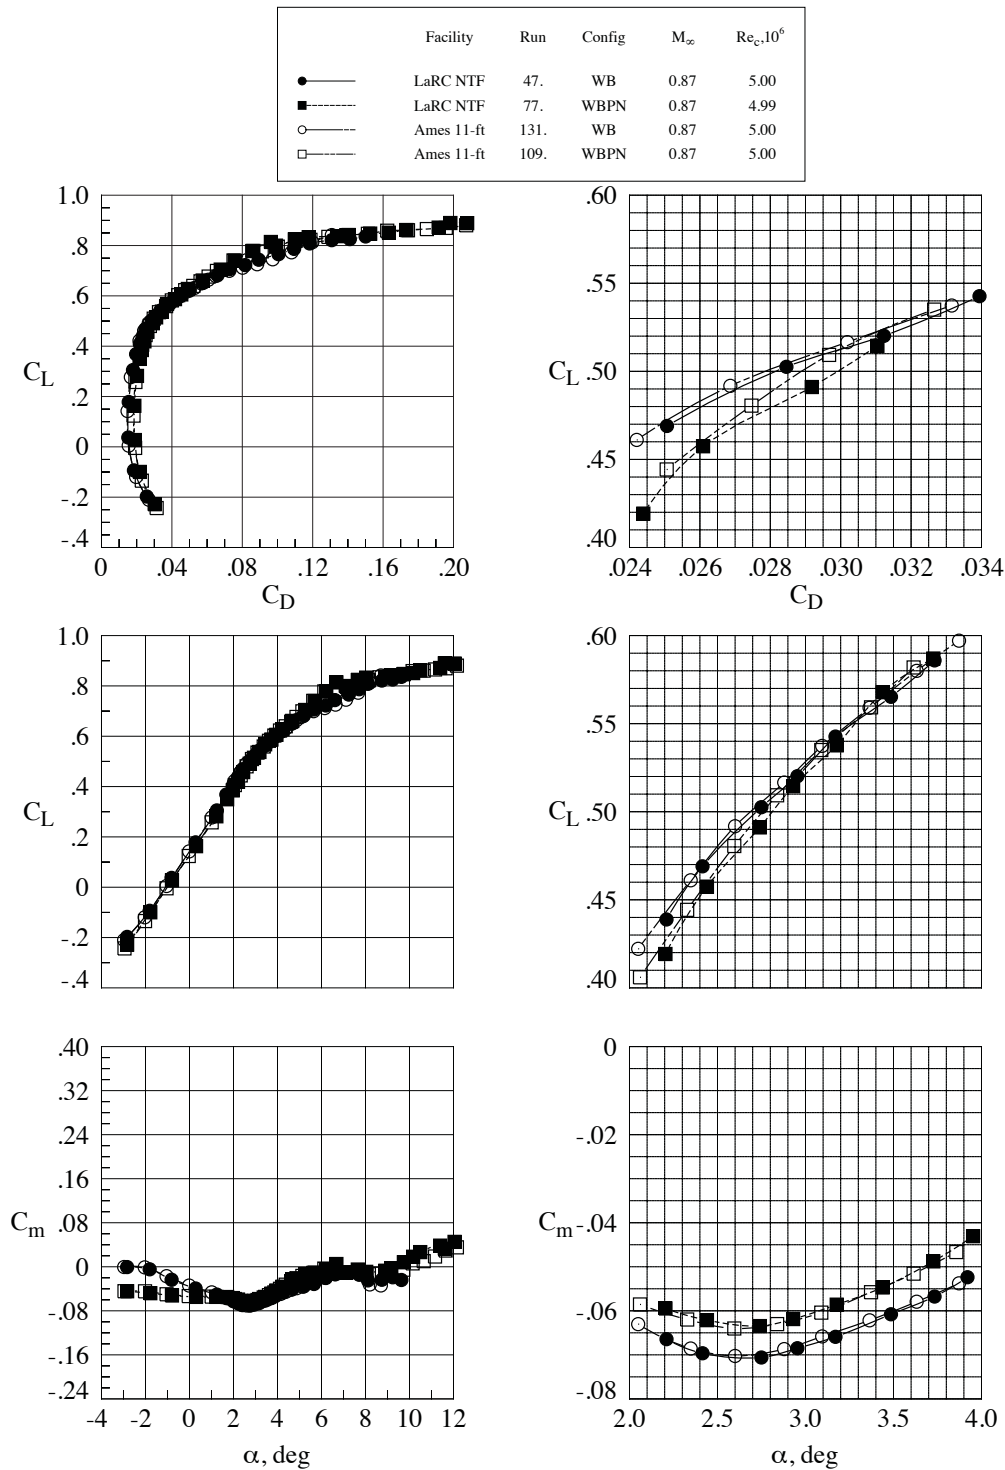 Facility Run Config M∞ Re_c,10^6
LaRC NTF 47. WB 0.87 5.00
LaRC NTF 77. WBPN 0.87 4.99
Ames 11-ft 131. WB 0.87 5.00
Ames 11-ft 109. WBPN 0.87 5.00
1.0
.8
.6
.4
C_L
.2
0
-.2
-.4
0 .04 .08 .12 .16 .20
C_D
.60
.55
C_L .50
.45
.40
.024 .026 .028 .030 .032 .034
C_D
1.0
.8
.6
.4
C_L
.2
0
-.2
-.4
.60
.55
C_L .50
.45
.40
.40
.32
.24
.16
C_m .08
0
-.08
-.16
-.24
-4 -2 0 2 4 6 8 10 12
α, deg
0
-.02
C_m -.04
-.06
-.08
2.0 2.5 3.0 3.5 4.0
α, deg